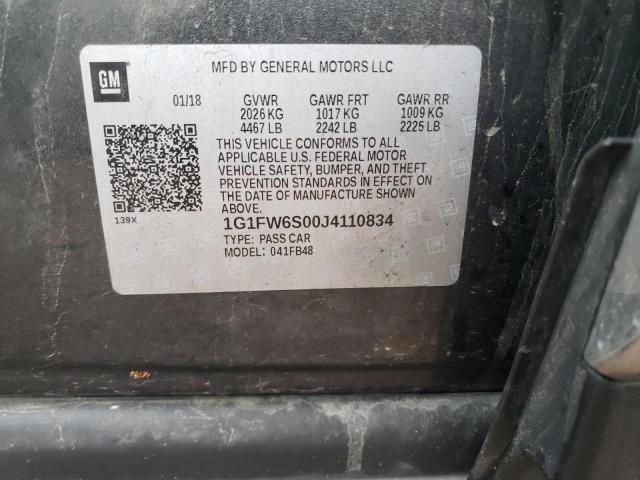 GM
MFD BY GENERAL MOTORS LLC
01/18 GVWR GAWR FRT GAWR RR
2026 KG 1017 KG 1009 KG
4467 LB 2242 LB 2225 LB
THIS VEHICLE CONFORMS TO ALL
APPLICABLE U.S. FEDERAL MOTOR
VEHICLE SAFETY, BUMPER, AND THEFT
PREVENTION STANDARDS IN EFFECT ON
THE DATE OF MANUFACTURE SHOWN
ABOVE.
139X
1G1FW6S00J4110834
TYPE: PASS CAR
MODEL: 041FB48